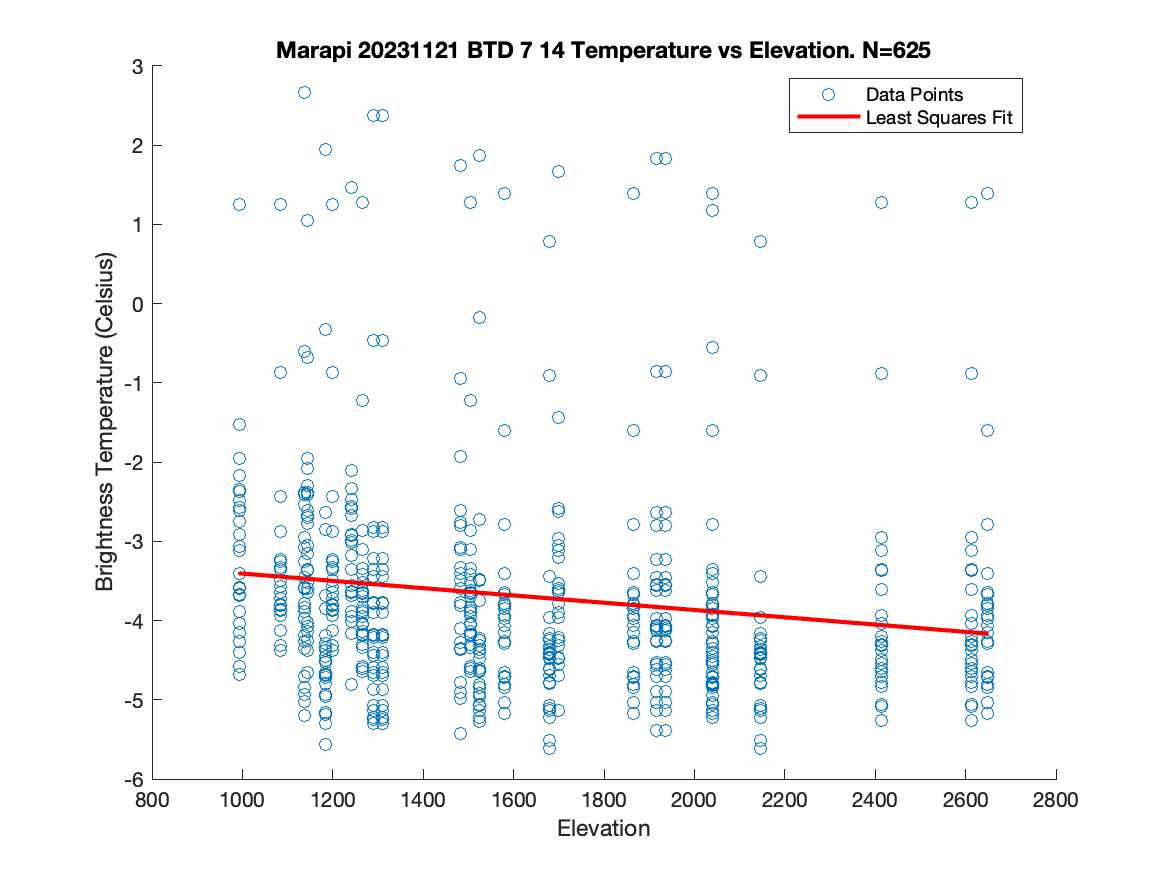 Marapi 20231121 BTD 7 14 Temperature vs Elevation. N=625
Data Points
Least Squares Fit
Brightness Temperature (Celsius)
3
2
1
0
-1
-2
-3
-4
-5
-6
800 1000 1200 1400 1600 1800 2000 2200 2400 2600 2800
Elevation